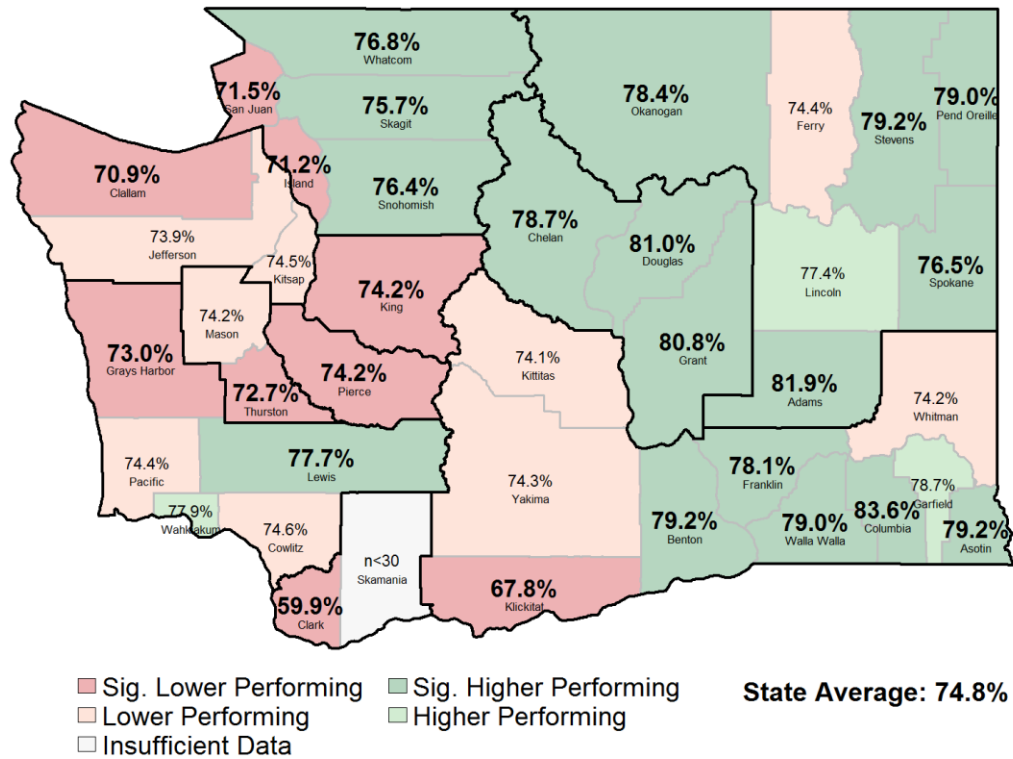 76.8%
Whatcom
71.5%
San Juan
75.7%
Skagit
78.4%
Okanogan
74.4%
Ferry
79.2%
Stevens
79.0%
Pend Oreille
70.9%
Clallam
71.2%
Island
76.4%
Snohomish
73.9%
Jefferson
74.5%
Kitsap
78.7%
Chelan
81.0%
Douglas
77.4%
Lincoln
76.5%
Spokane
74.2%
Mason
74.2%
King
73.0%
Grays Harbor
72.7%
Thurston
74.2%
Pierce
74.1%
Kittitas
80.8%
Grant
81.9%
Adams
74.2%
Whitman
74.4%
Pacific
77.7%
Lewis
74.3%
Yakima
78.1%
Franklin
78.7%
Garfield
77.9%
Wahkiakum
74.6%
Cowlitz
n<30
Skamania
79.2%
Benton
79.0%
Walla Walla
83.6%
Columbia
79.2%
Asotin
59.9%
Clark
67.8%
Klickitat
Sig. Lower Performing
Lower Performing
Insufficient Data
Sig. Higher Performing
Higher Performing
State Average: 74.8%